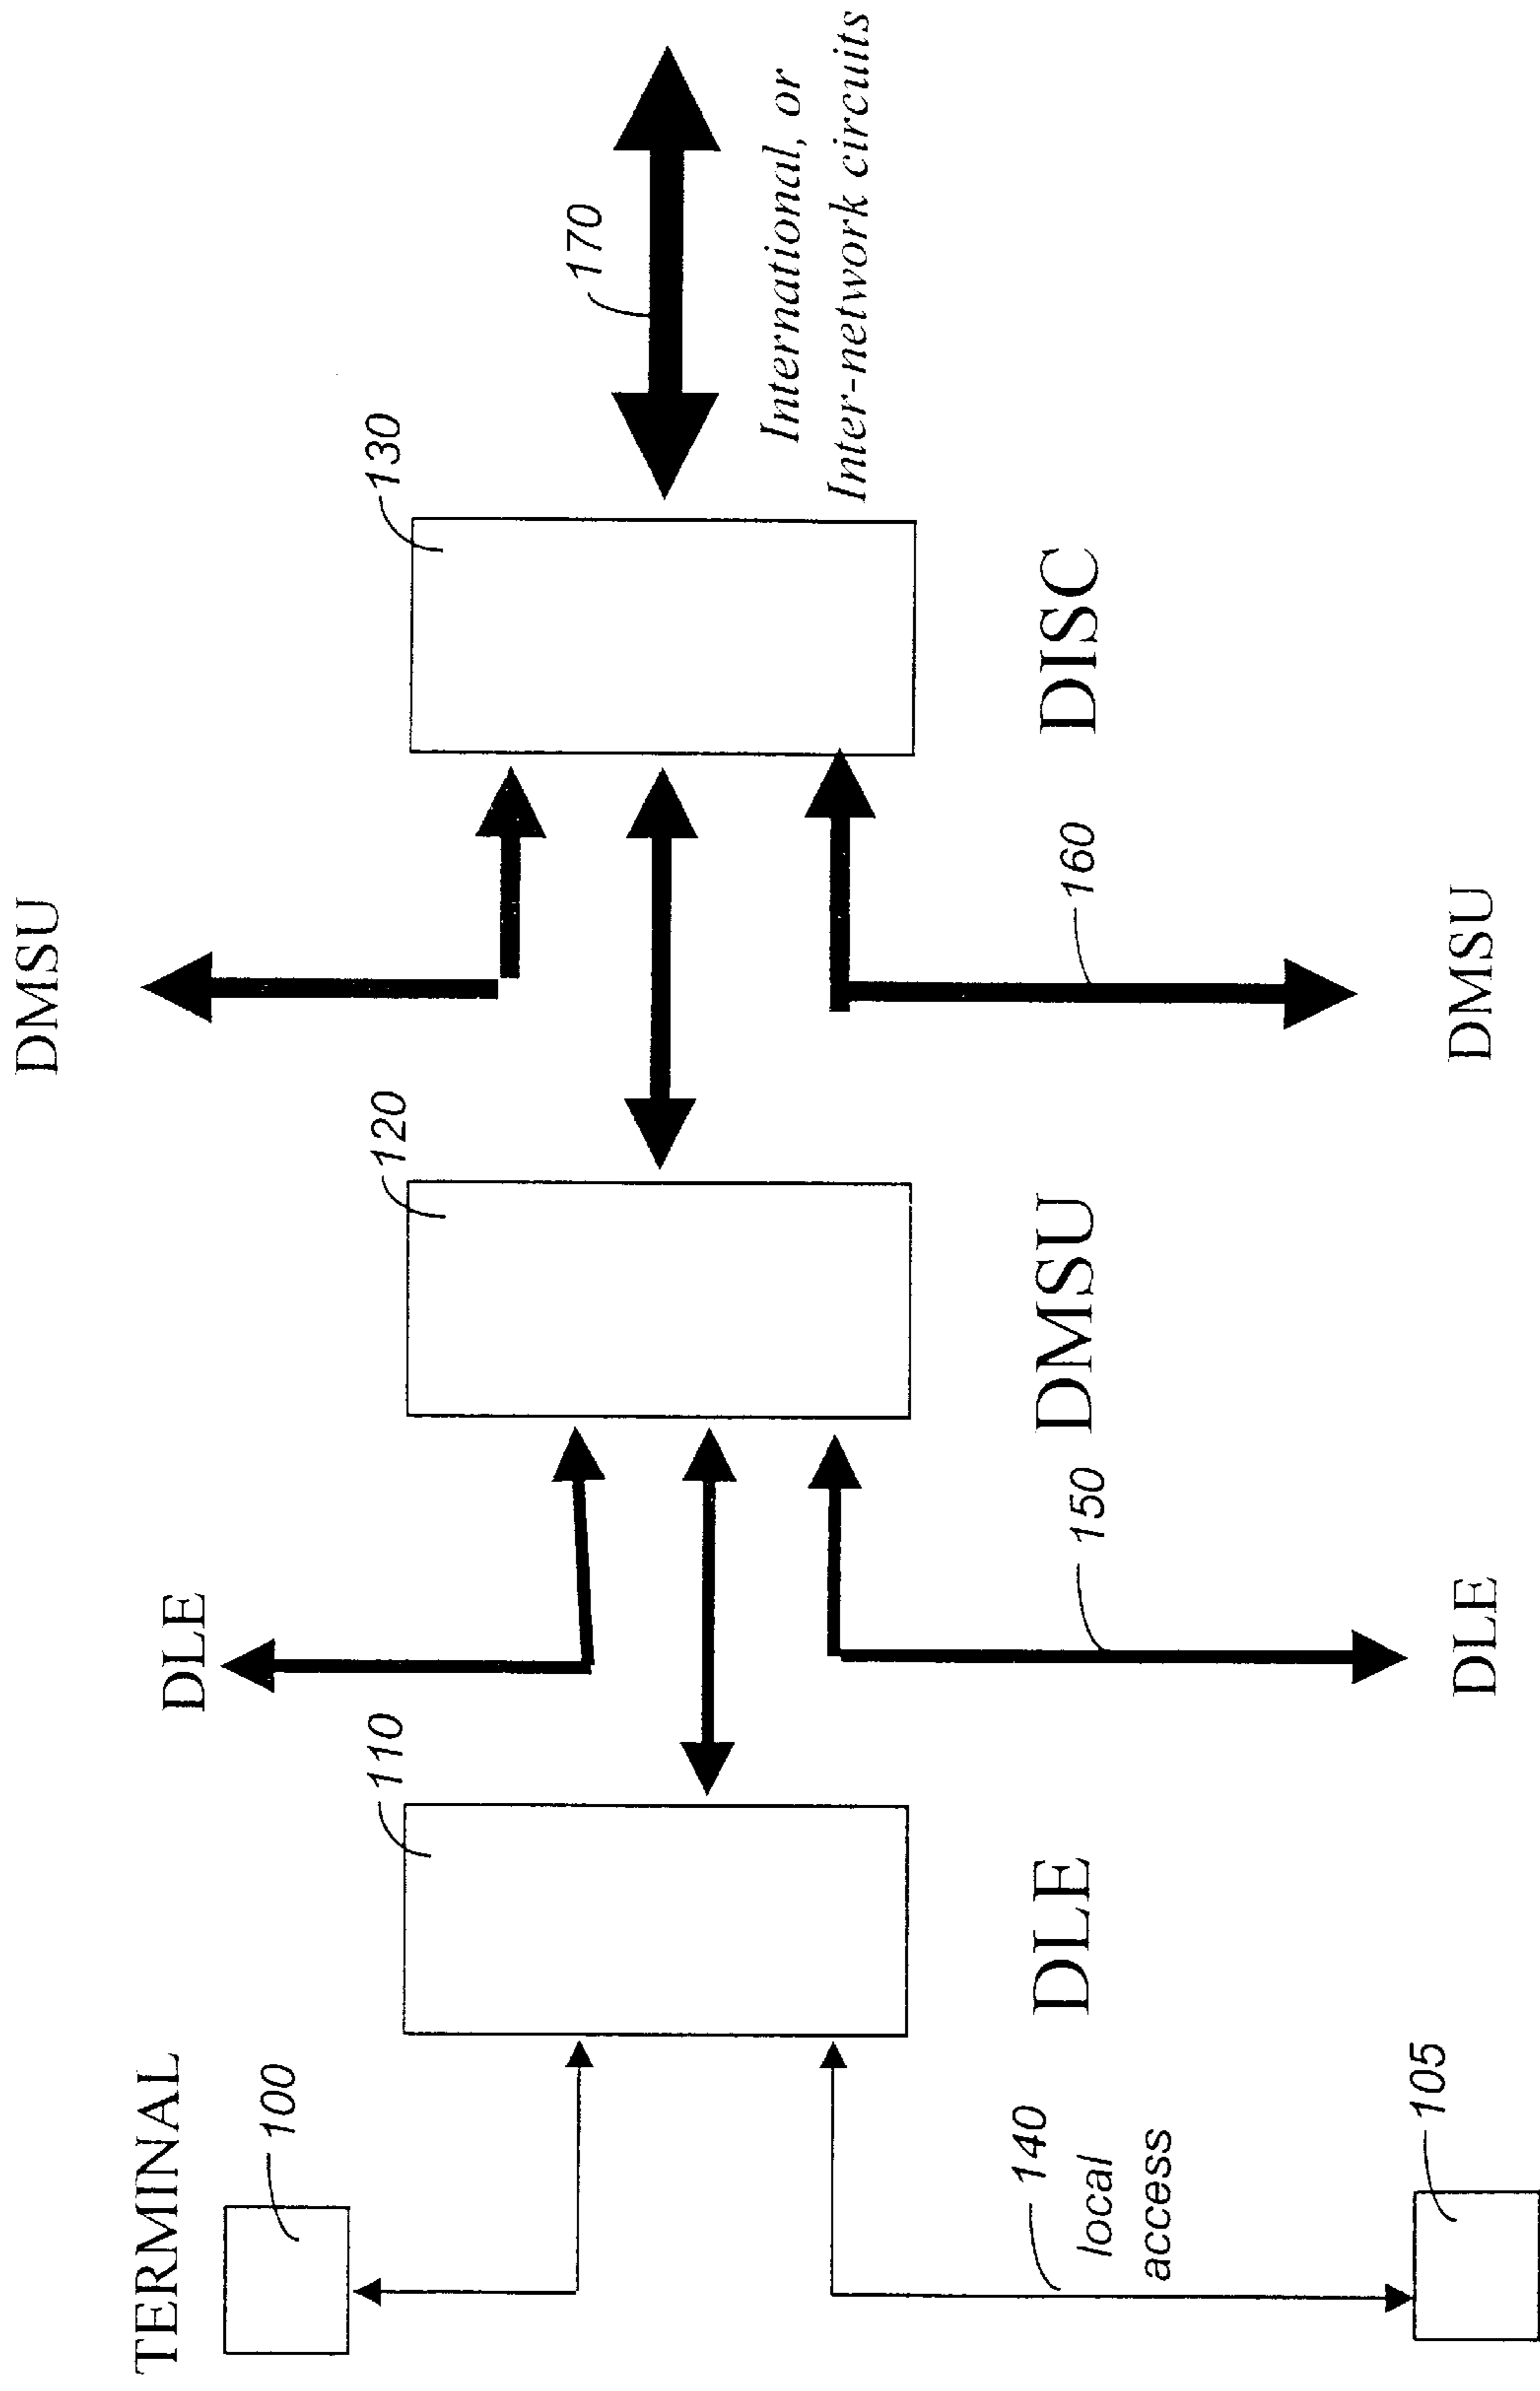 TERMINAL
100
DLE
110
DMSU
120
130
170
International, or
Inter-network circuits
140
local
access
DLE
150
DMSU
160
DISC
105
DLE
DMSU